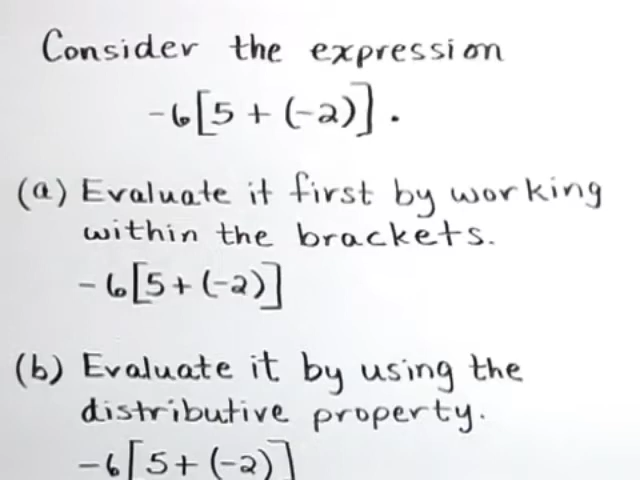 Consider the expression
-6[5 + (-2)].
(a) Evaluate it first by working
within the brackets.
-6[5+(-2)]
(b) Evaluate it by using the
distributive property.
-6[5+(-2)]